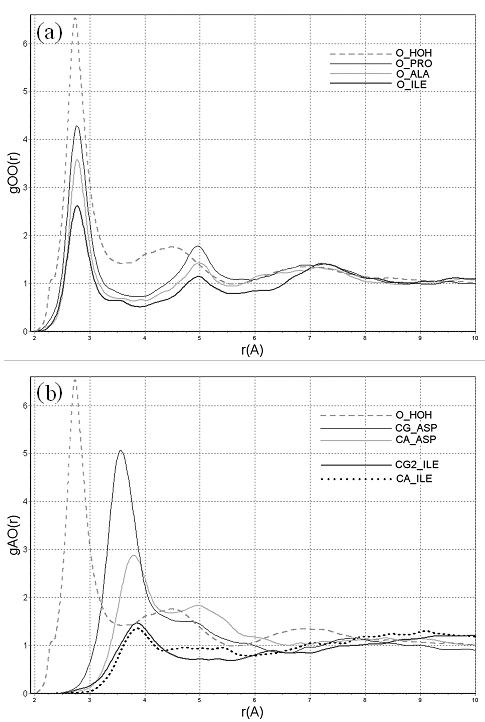 (a)
O_HOH
O_PRO
O_ALA
O_ILE
gOO(r)
6
5
4
3
2
1
0
2 3 4 5 6 7 8 9 10
r(A)
(b)
O_HOH
CG_ASP
CA_ASP
CG2_ILE
CA_ILE
gAO(r)
6
5
4
3
2
1
0
2 3 4 5 6 7 8 9 10
r(A)